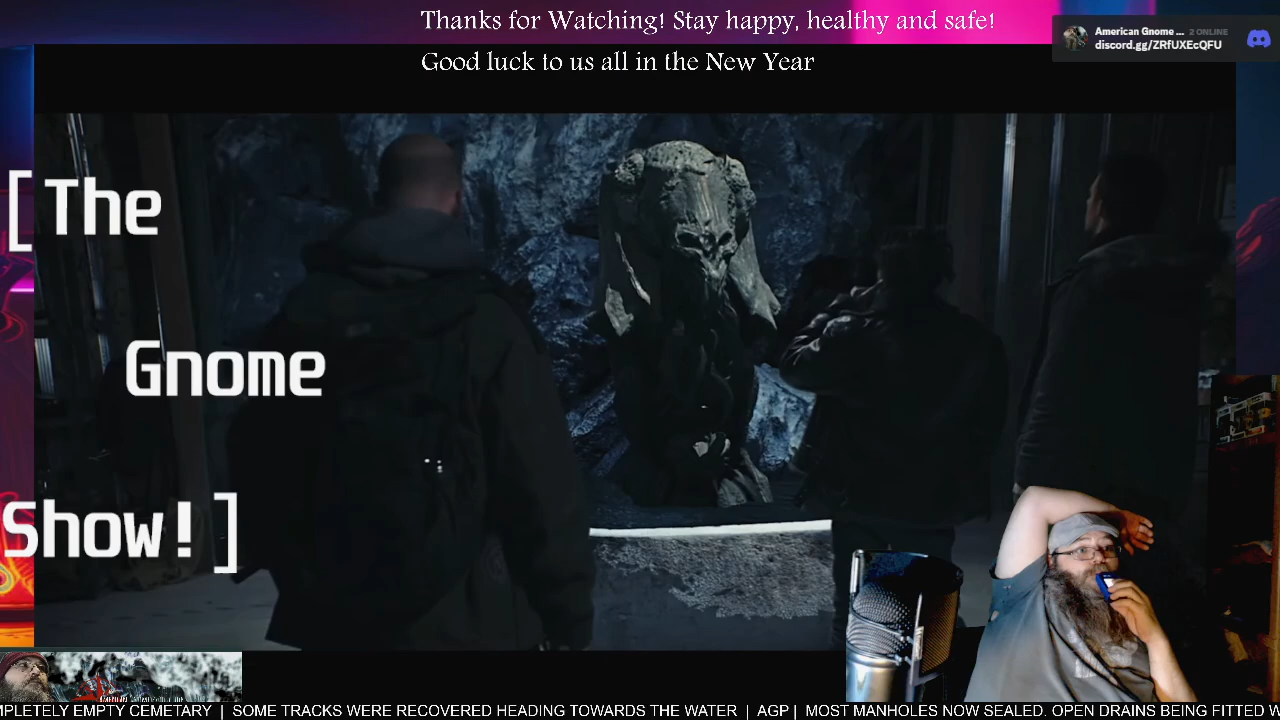 Thanks for Watching! Stay happy, healthy and safe!
American Gnome ... 2 ONLINE
discord.gg/ZRfUXEcQFU
Good luck to us all in the New Year
[The
Gnome
Show!]
MPLETELY EMPTY CEMETARY | SOME TRACKS WERE RECOVERED HEADING TOWARDS THE WATER | AGP | MOST MANHOLES NOW SEALED. OPEN DRAINS BEING FITTED W